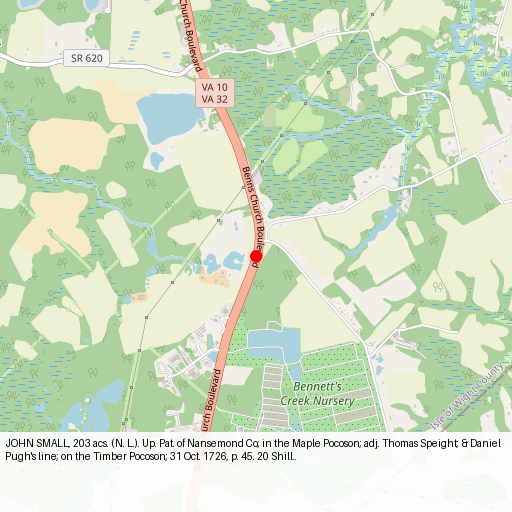 Church Boulevard
SR 620
VA 10
VA 32
Benns Church Boulevard
Bennett's
Creek Nursery
Isle of Wight County
Church Boulevard
JOHN SMALL, 203 acs. (N. L.). Up. Pat. of Nansemond Co; in the Maple Pocoson; adj. Thomas Speight; & Daniel
Pugh's line; on the Timber Pocoson; 31 Oct. 1726, p. 45. 20 Shill..